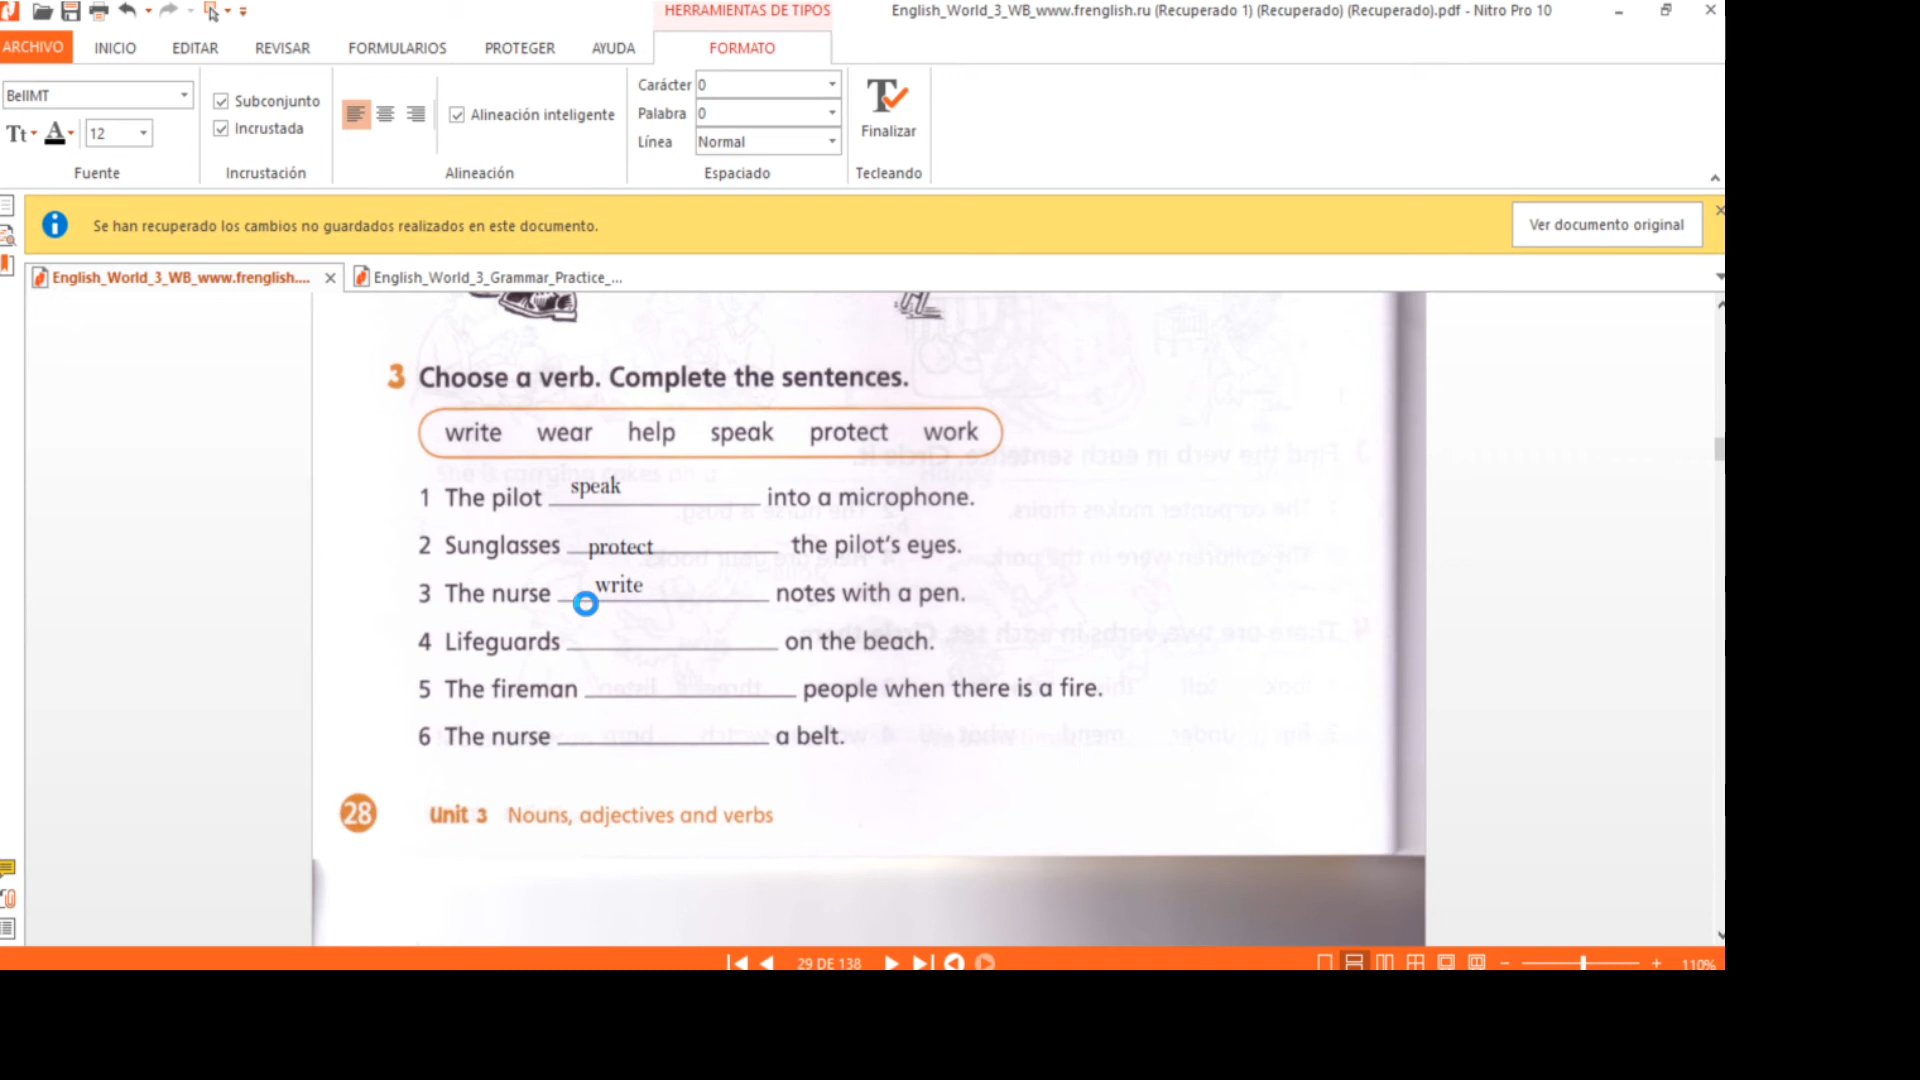 HERRAMIENTAS DE TIPOS
English_World_3_WB_www.frenglish.ru (Recuperado 1) (Recuperado) (Recuperado).pdf - Nitro Pro 10
ARCHIVO INICIO EDITAR REVISAR FORMULARIOS PROTEGER AYUDA FORMATO
BellMT
Subconjunto
Incrustada
Alineación inteligente
Carácter 0
Palabra 0
Línea Normal
Finalizar
Tt A 12
Fuente Incrustación Alineación Espaciado Tecleando
Se han recuperado los cambios no guardados realizados en este documento.
Ver documento original
English_World_3_WB_www.frenglish.... English_World_3_Grammar_Practice_...
3 Choose a verb. Complete the sentences.
write wear help speak protect work
1 The pilot speak into a microphone.
2 Sunglasses protect the pilot's eyes.
3 The nurse write notes with a pen.
4 Lifeguards on the beach.
5 The fireman people when there is a fire.
6 The nurse a belt.
28 Unit 3 Nouns, adjectives and verbs
29 DE 138
110%